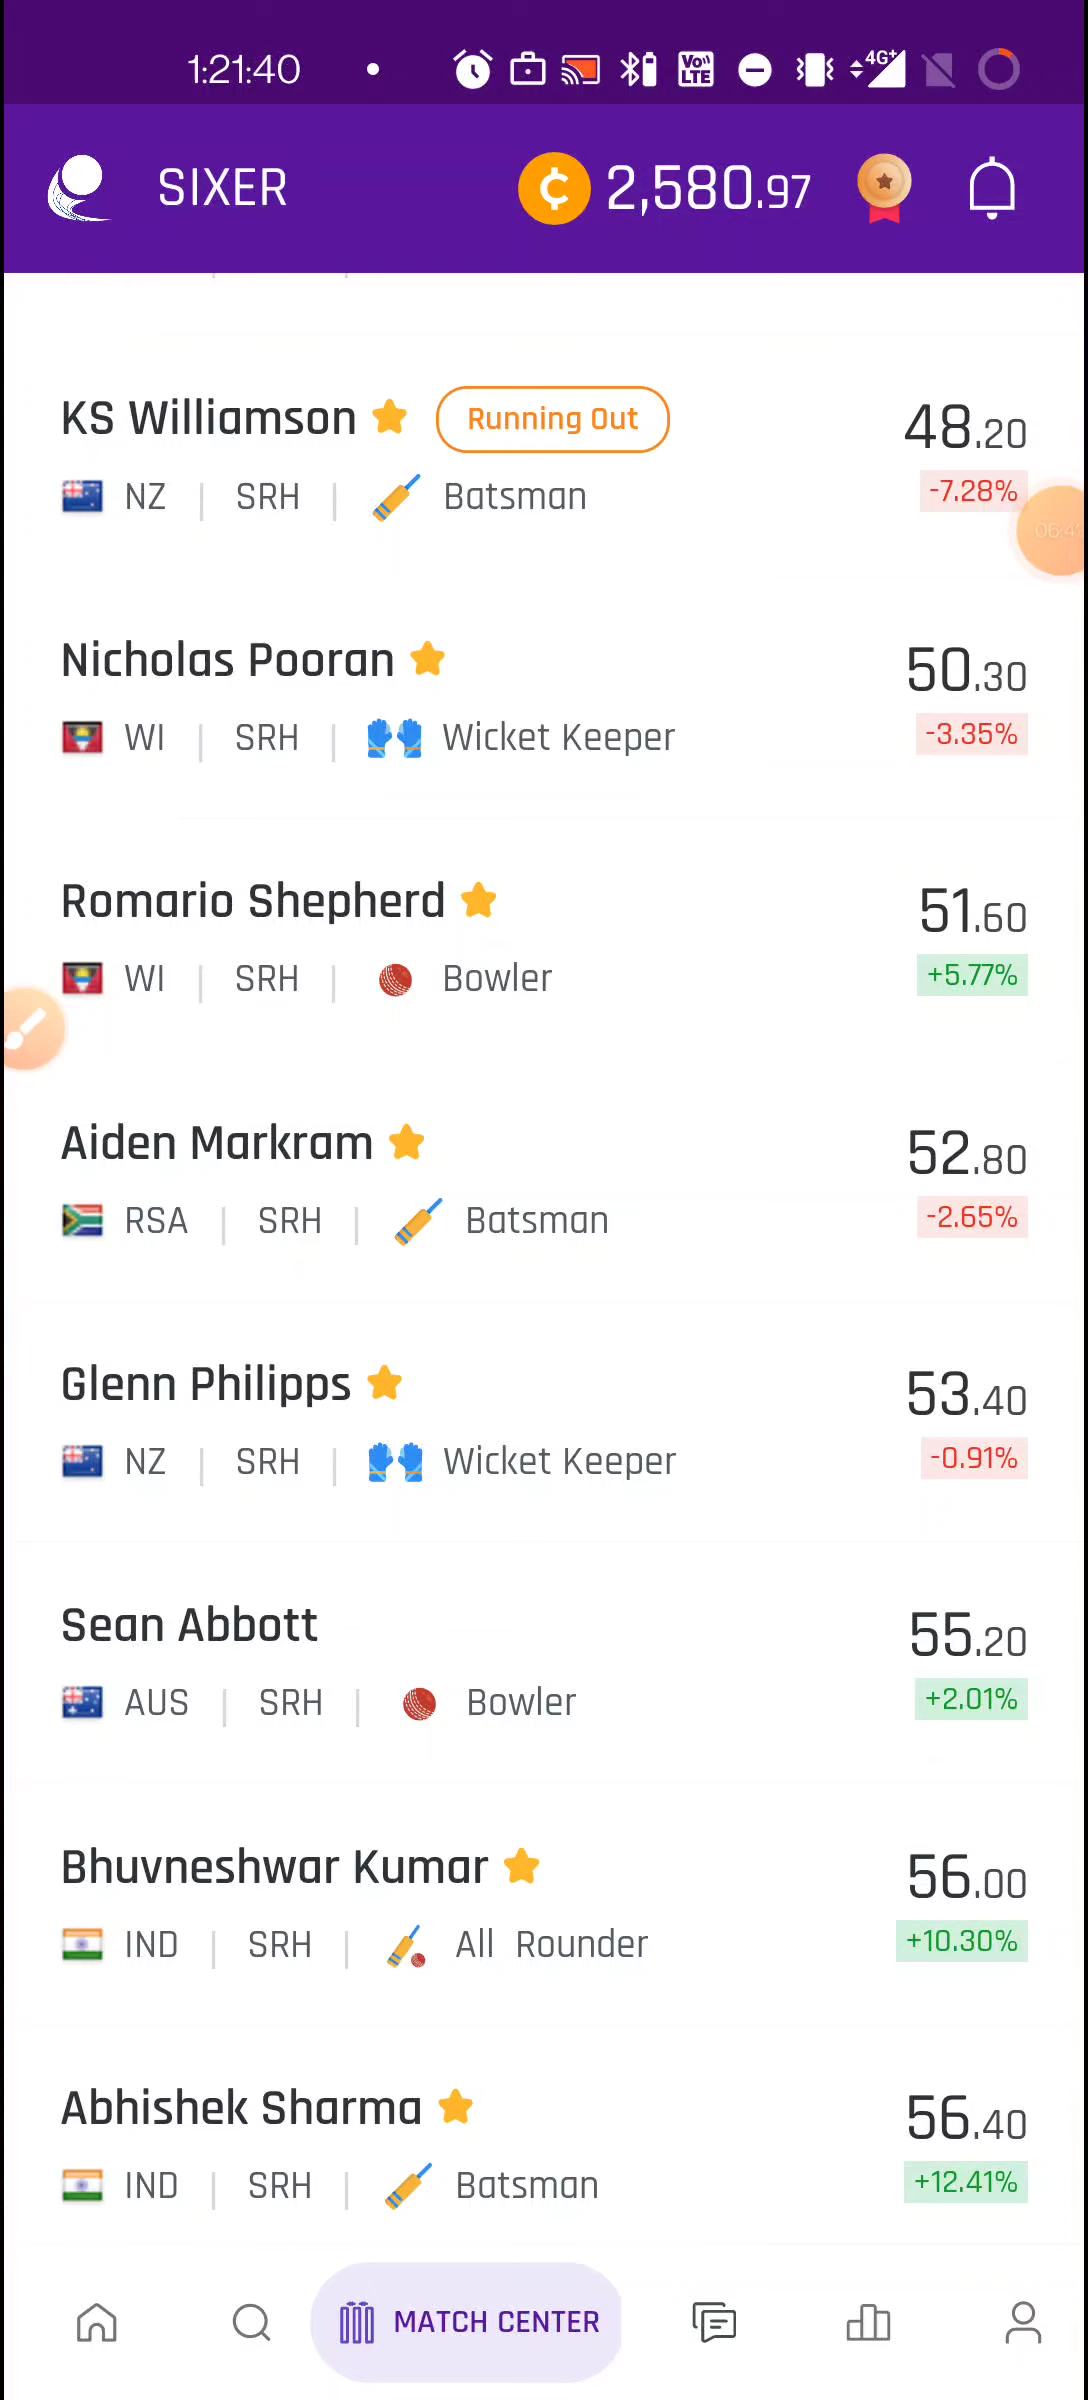 1:21:40 VoLTE 4G+
SIXER 2,580.97
KS Williamson Running Out 48.20
NZ | SRH | Batsman -7.28%
06:4
Nicholas Pooran 50.30
WI | SRH | Wicket Keeper -3.35%
Romario Shepherd 51.60
WI | SRH | Bowler +5.77%
Aiden Markram 52.80
RSA | SRH | Batsman -2.65%
Glenn Philipps 53.40
NZ | SRH | Wicket Keeper -0.91%
Sean Abbott 55.20
AUS | SRH | Bowler +2.01%
Bhuvneshwar Kumar 56.00
IND | SRH | All Rounder +10.30%
Abhishek Sharma 56.40
IND | SRH | Batsman +12.41%
MATCH CENTER